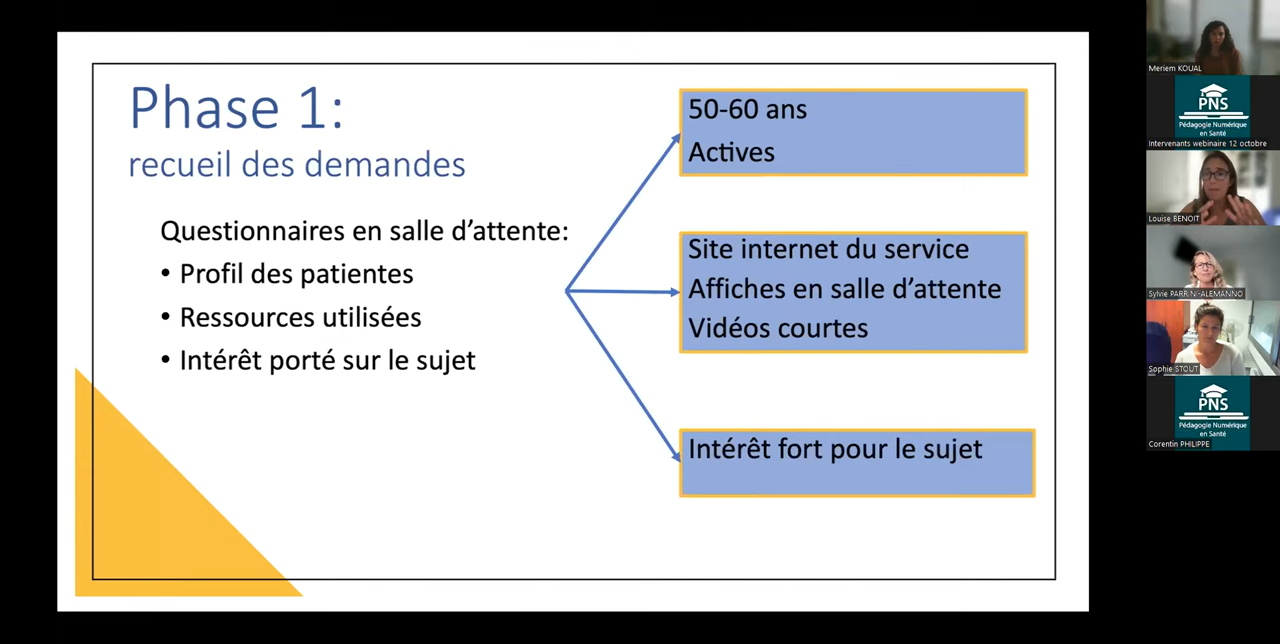 Phase 1:
recueil des demandes
Questionnaires en salle d’attente:
• Profil des patientes
• Ressources utilisées
• Intérêt porté sur le sujet
50-60 ans
Actives
Site internet du service
Affiches en salle d’attente
Vidéos courtes
Intérêt fort pour le sujet
Meriem KOUAL
PNS
Pédagogie Numérique
en Santé
Intervenants webinaire 12 octobre
Louise BENOIT
Sylvie PARRINI-ALEMANNO
Sophie STOUT
PNS
Pédagogie Numérique
en Santé
Corentin PHILIPPE